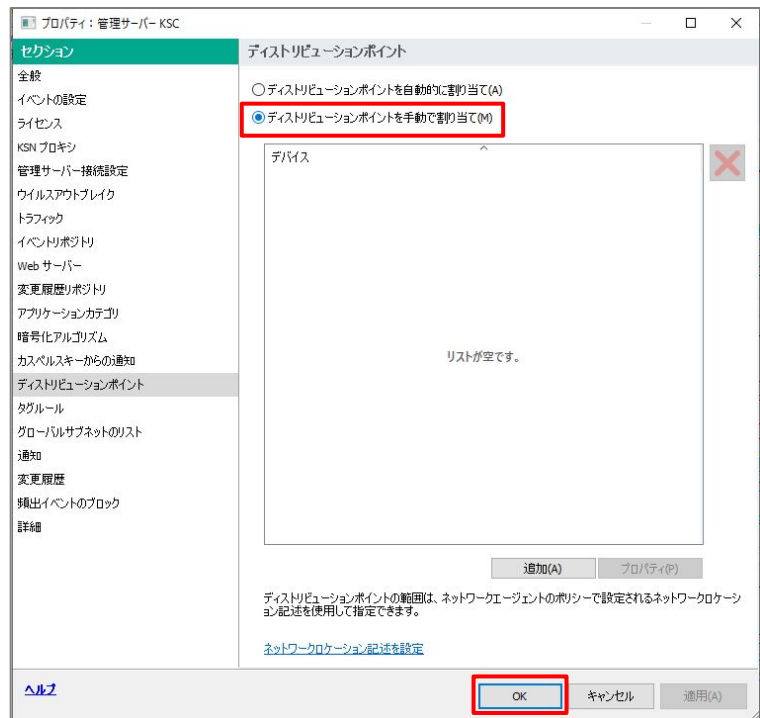 プロパティ：管理サーバー KSC
セクション
全般
イベントの設定
ライセンス
KSN プロキシ
管理サーバー接続設定
ウイルスアウトブレイク
トラフィック
イベントリポジトリ
Web サーバー
変更履歴リポジトリ
アプリケーションカテゴリ
暗号化アルゴリズム
カスペルスキーからの通知
ディストリビューションポイント
タグルール
グローバルサブネットのリスト
通知
変更履歴
頻出イベントのブロック
詳細
ディストリビューションポイント
ディストリビューションポイントを自動的に割り当て(A)
ディストリビューションポイントを手動で割り当て(M)
デバイス
リストが空です。
追加(A)
プロパティ(P)
ディストリビューションポイントの範囲は、ネットワークエージェントのポリシーで設定されるネットワークロケーシ
ョン記述を使用して指定できます。
ネットワークロケーション記述を設定
ヘルプ
OK
キャンセル
適用(A)